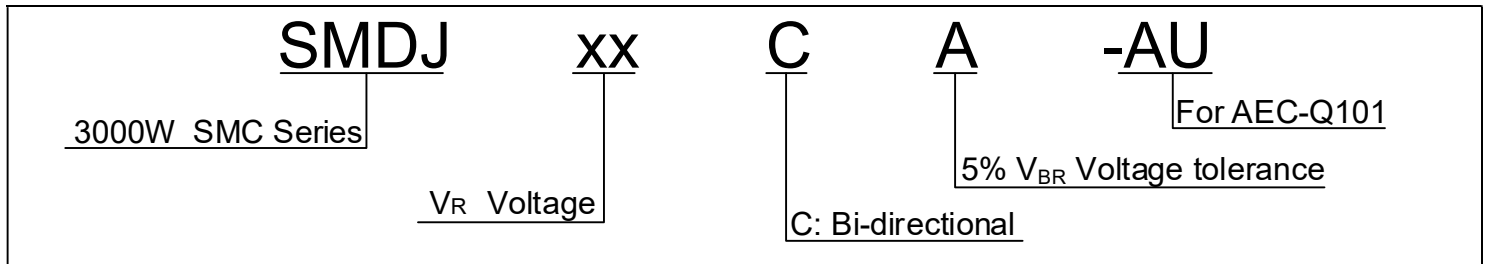 SMDJ xx C A -AU
3000W SMC Series
VR Voltage
C: Bi-directional
5% VBR Voltage tolerance
For AEC-Q101